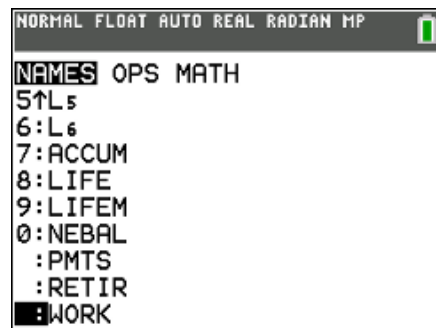 NORMAL FLOAT AUTO REAL RADIAN MP
NAMES OPS MATH
5↑L₅
6:L₆
7:ACCUM
8:LIFE
9:LIFEM
0:NEBAL
:PMTS
:RETIR
:WORK